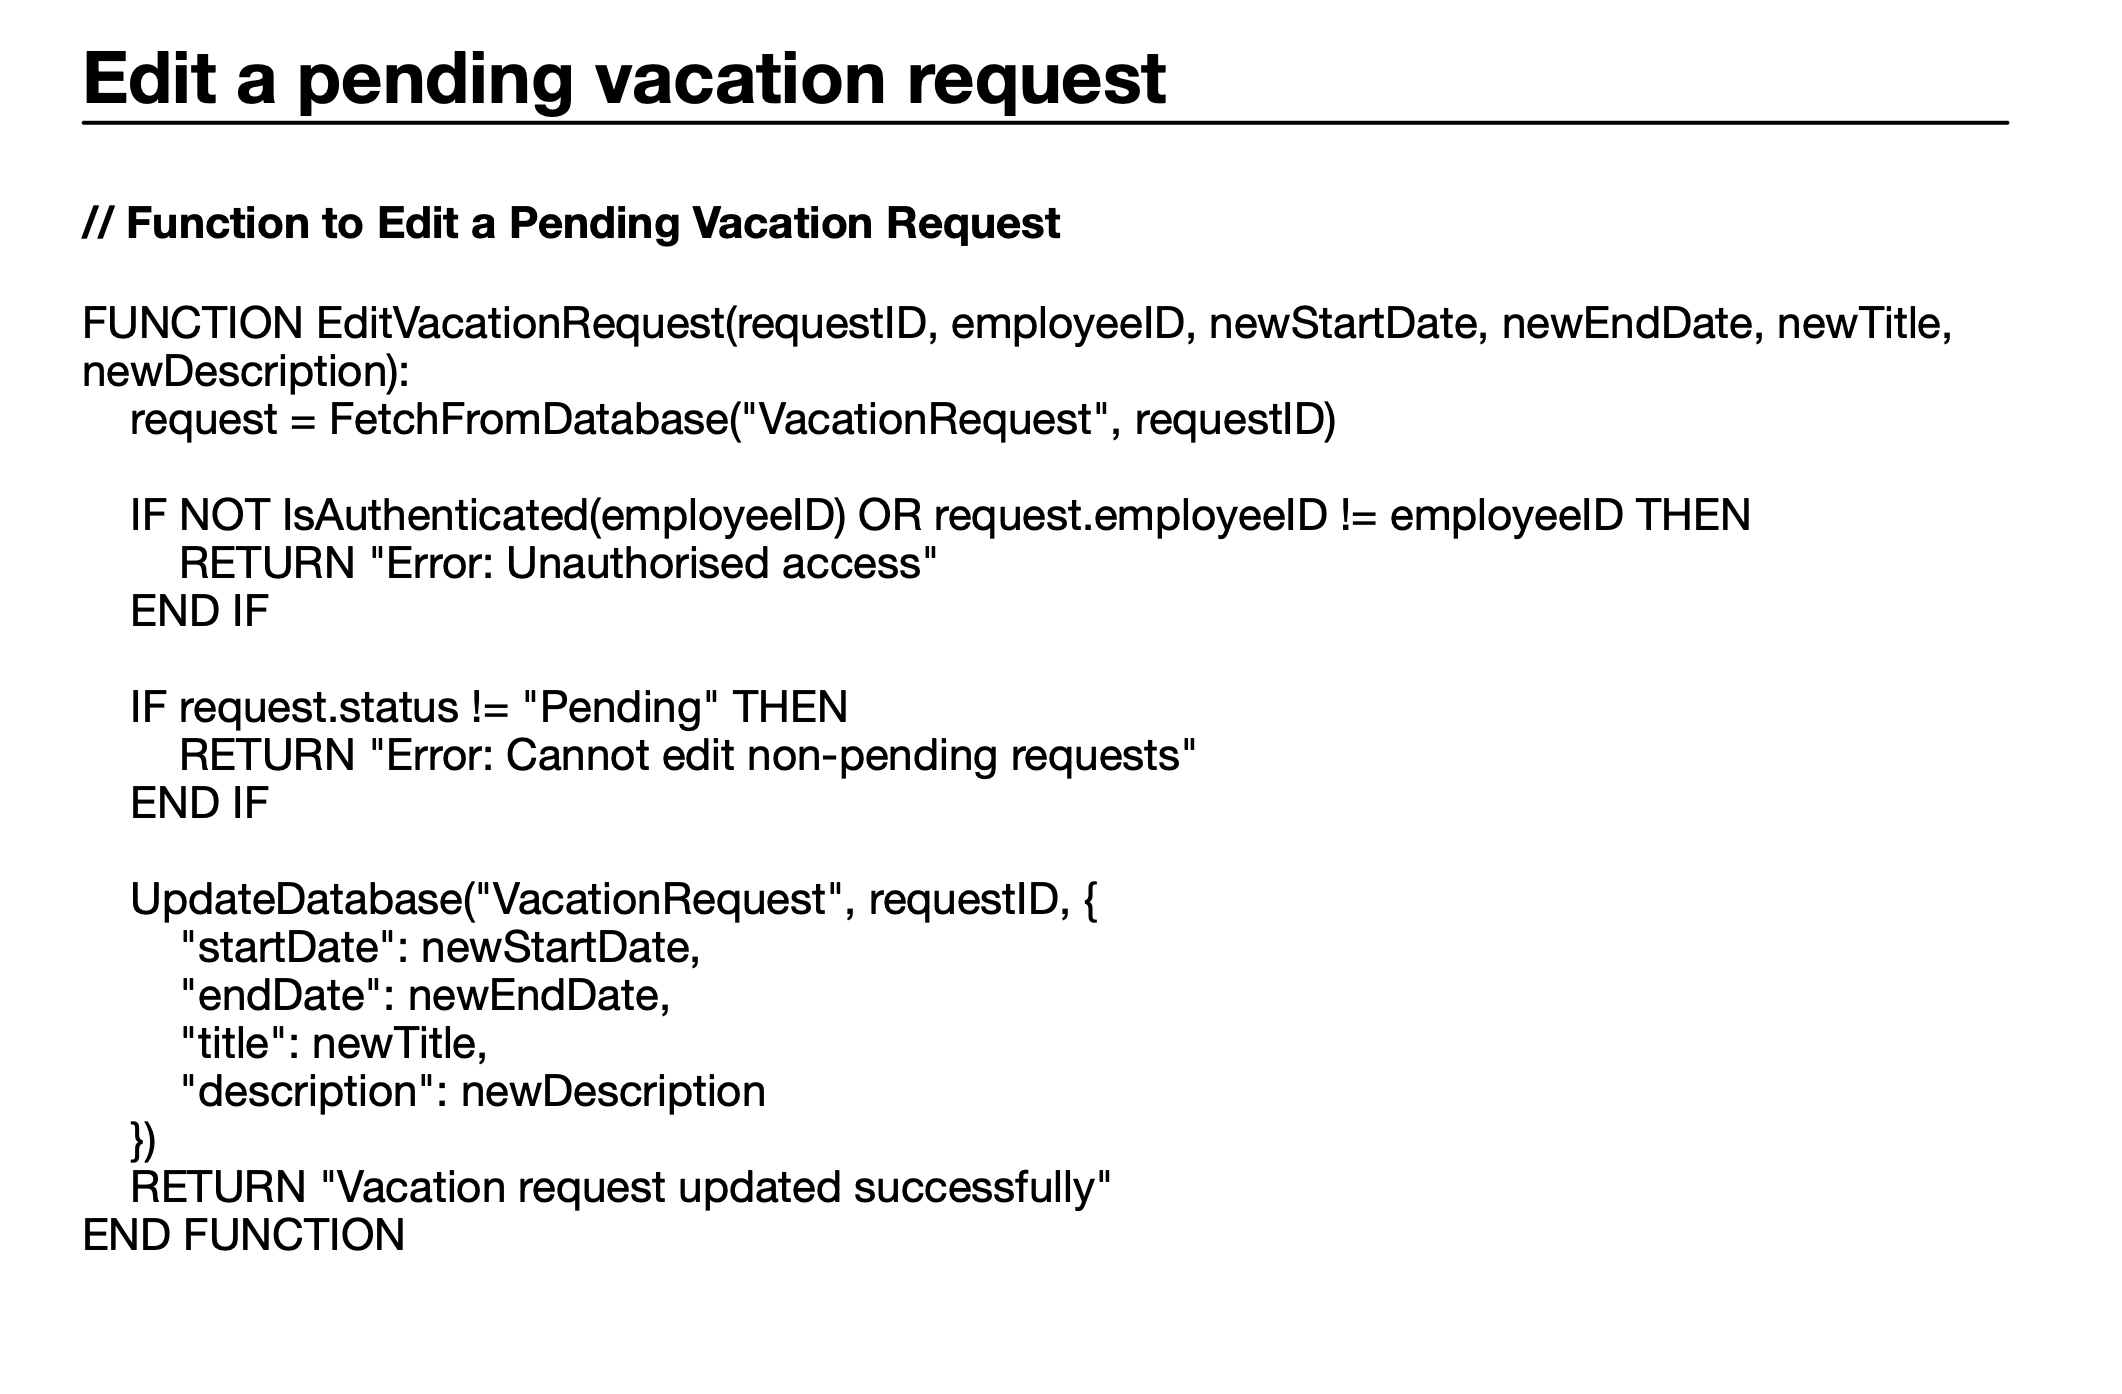 Edit a pending vacation request
// Function to Edit a Pending Vacation Request
FUNCTION EditVacationRequest(requestID, employeeID, newStartDate, newEndDate, newTitle,
newDescription):
request = FetchFromDatabase("VacationRequest", requestID)
IF NOT IsAuthenticated(employeeID) OR request.employeeID != employeeID THEN
RETURN "Error: Unauthorised access"
END IF
IF request.status != "Pending" THEN
RETURN "Error: Cannot edit non-pending requests"
END IF
UpdateDatabase("VacationRequest", requestID, {
"startDate": newStartDate,
"endDate": newEndDate,
"title": newTitle,
"description": newDescription
})
RETURN "Vacation request updated successfully"
END FUNCTION